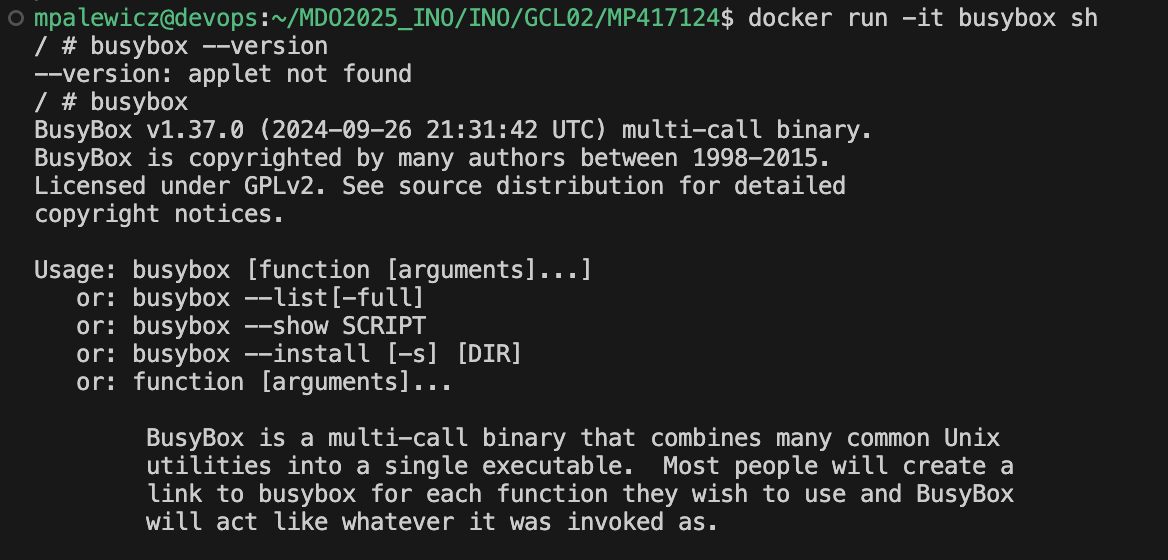 mpalewicz@devops:~/MDO2025_INO/INO/GCL02/MP417124$ docker run -it busybox sh
/ # busybox --version
--version: applet not found
/ # busybox
BusyBox v1.37.0 (2024-09-26 21:31:42 UTC) multi-call binary.
BusyBox is copyrighted by many authors between 1998-2015.
Licensed under GPLv2. See source distribution for detailed
copyright notices.

Usage: busybox [function [arguments]...]
   or: busybox --list[-full]
   or: busybox --show SCRIPT
   or: busybox --install [-s] [DIR]
   or: function [arguments]...

        BusyBox is a multi-call binary that combines many common Unix
        utilities into a single executable.  Most people will create a
        link to busybox for each function they wish to use and BusyBox
        will act like whatever it was invoked as.